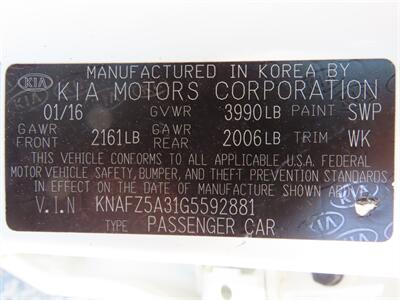 MANUFACTURED IN KOREA BY
KIA KIA MOTORS CORPORATION
01/16 GVWR 3990LB PAINT SWP
GAWR FRONT 2161LB GAWR REAR 2006LB TRIM WK
THIS VEHICLE CONFORMS TO ALL APPLICABLE U.S.A. FEDERAL
MOTOR VEHICLE SAFETY, BUMPER, AND THEFT PREVENTION STANDARDS
IN EFFECT ON THE DATE OF MANUFACTURE SHOWN ABOVE.
V.I.N KNAFZ5A31G5592881
TYPE PASSENGER CAR